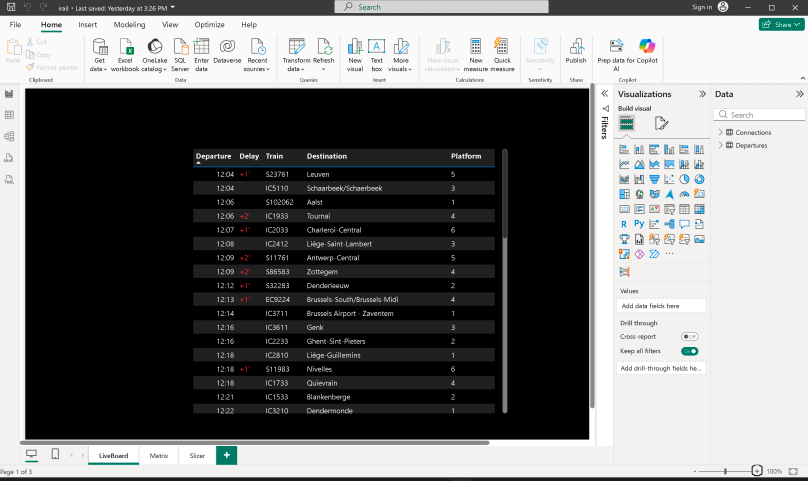 irail • Last saved: Yesterday at 3:26 PM
Search
Sign in
File Home Insert Modeling View Optimize Help
Share
Paste
Cut
Copy
Format painter
Get data
Excel workbook
OneLake catalog
SQL Server
Enter data
Dataverse
Recent sources
Transform data
Refresh
New visual
Text box
More visuals
New visual calculation
New measure
Quick measure
Sensitivity
Publish
Prep data for AI
Copilot
Clipboard Data Queries Insert Calculations Sensitivity Share Copilot
Departure Delay Train Destination Platform
12:04 +1' S23761 Leuven 5
12:04 IC5110 Schaarbeek/Schaerbeek 3
12:06 S102062 Aalst 1
12:06 +2' IC1933 Tournai 4
12:07 +1' IC2033 Charleroi-Central 6
12:08 IC2412 Liège-Saint-Lambert 3
12:09 +2' S11761 Antwerp-Central 5
12:09 +2' S86583 Zottegem 4
12:12 +1' S32283 Denderleeuw 2
12:13 +1' EC9224 Brussels-South/Brussels-Midi 4
12:14 IC3711 Brussels Airport - Zaventem 1
12:16 IC3611 Genk 3
12:16 IC2233 Ghent-Sint-Pieters 2
12:18 IC2810 Liège-Guillemins 1
12:18 +1' S11983 Nivelles 6
12:18 IC1733 Quievrain 4
12:21 IC1533 Blankenberge 2
12:22 IC3210 Dendermonde 1
Filters
Visualizations
Build visual
R Py
Values
Add data fields here
Drill through
Cross-report Off
Keep all filters On
Add drill-through fields he...
Data
Search
Connections
Departures
LiveBoard Matrix Slicer +
Page 1 of 3
- + 100%